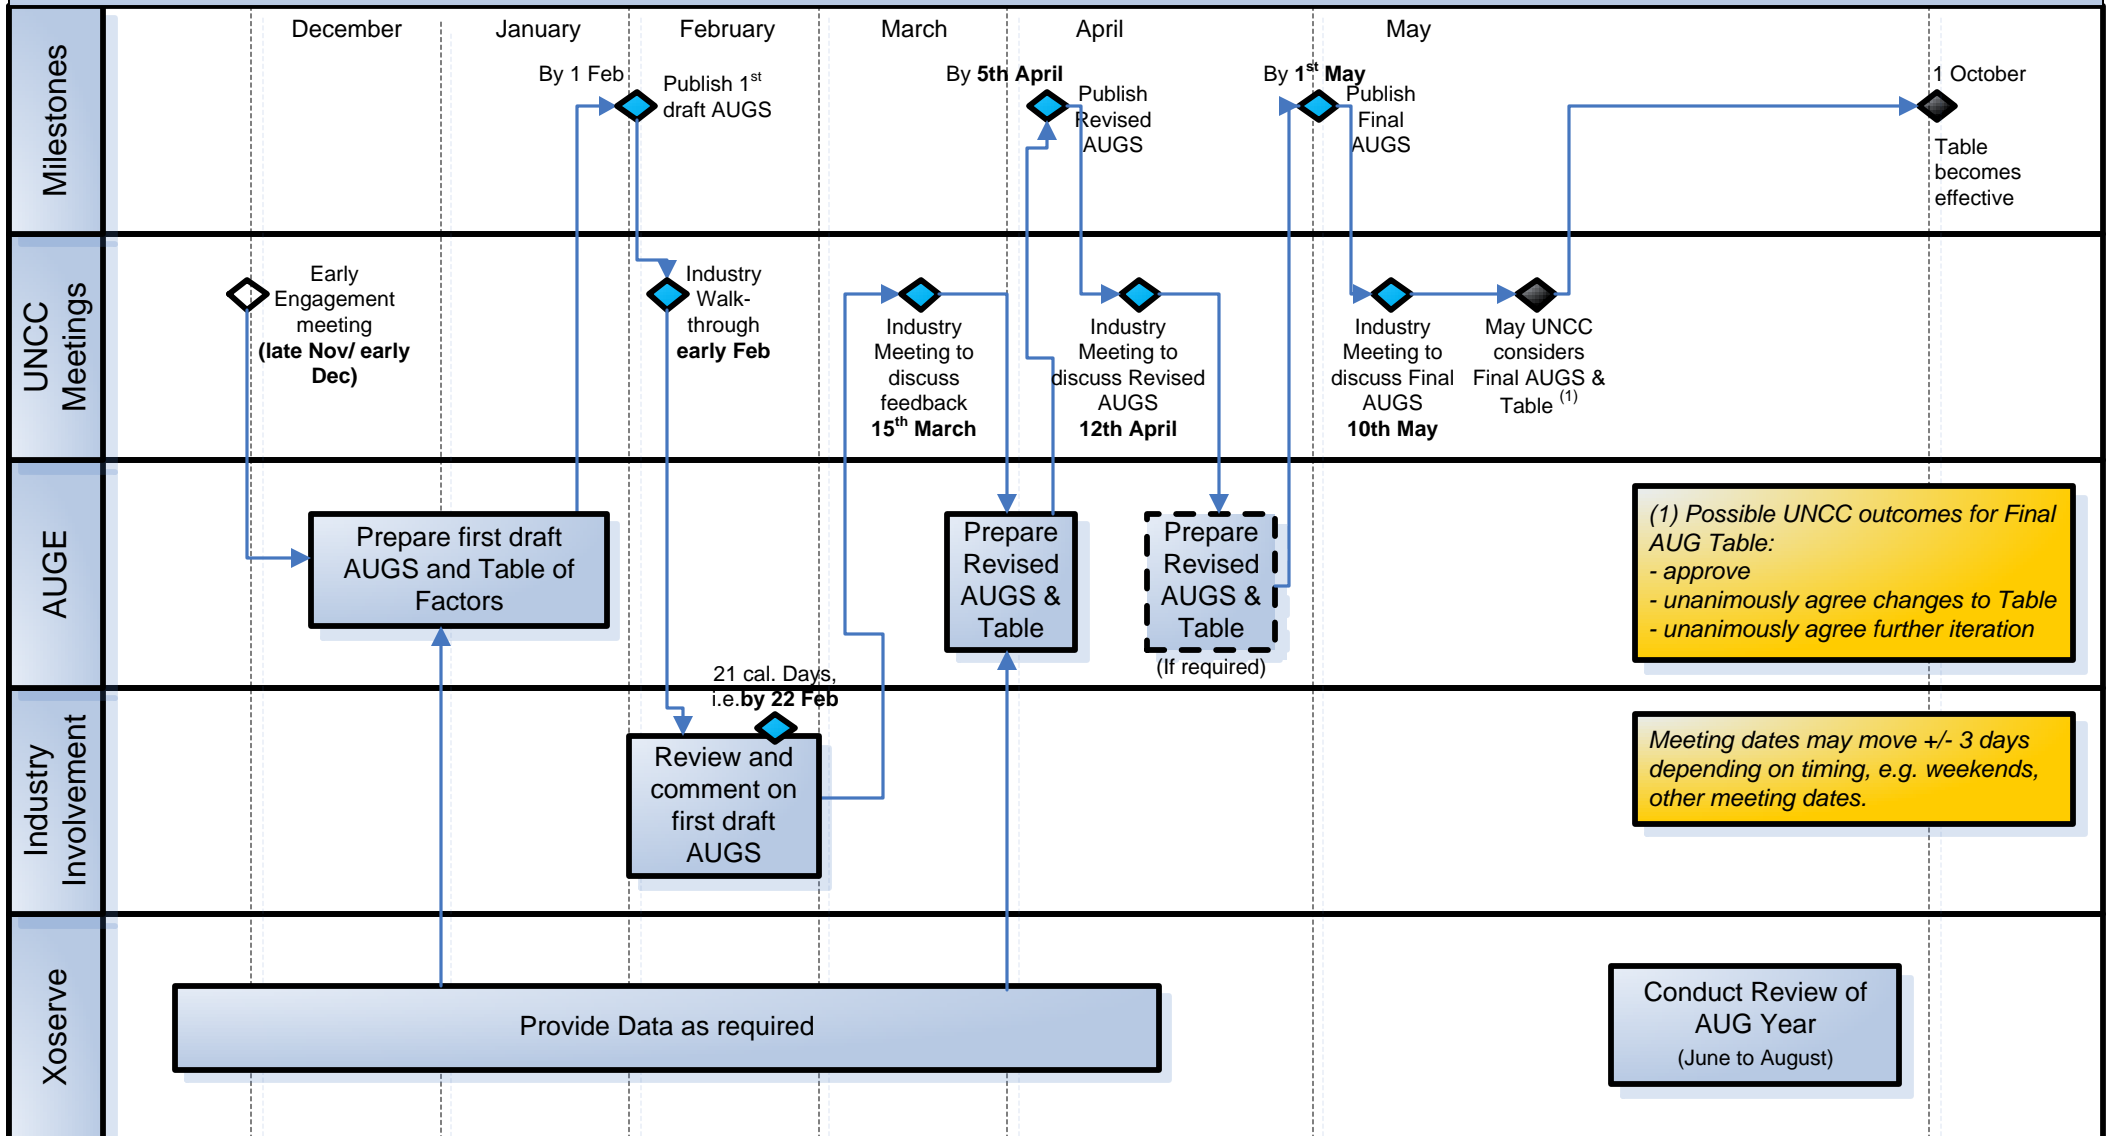 December
January
February
March
April
May
Milestones
By 1 Feb
Publish 1st
draft AUGS
By 5th April
Publish
Revised
AUGS
By 1st May
Publish
Final
AUGS
1 October
Table
becomes
effective
UNCC
Meetings
Early
Engagement
meeting
(late Nov/ early
Dec)
Industry
Walk-
through
early Feb
Industry
Meeting to
discuss
feedback
15th March
Industry
Meeting to
discuss Revised
AUGS
12th April
Industry
Meeting to
discuss Final
AUGS
10th May
May UNCC
considers
Final AUGS &
Table (1)
AUGE
Prepare first draft
AUGS and Table of
Factors
Prepare
Revised
AUGS &
Table
Prepare
Revised
AUGS &
Table
(If required)
(1) Possible UNCC outcomes for Final
AUG Table:
- approve
- unanimously agree changes to Table
- unanimously agree further iteration
Industry
Involvement
21 cal. Days,
i.e.by 22 Feb
Review and
comment on
first draft
AUGS
Meeting dates may move +/- 3 days
depending on timing, e.g. weekends,
other meeting dates.
Xoserve
Provide Data as required
Conduct Review of
AUG Year
(June to August)